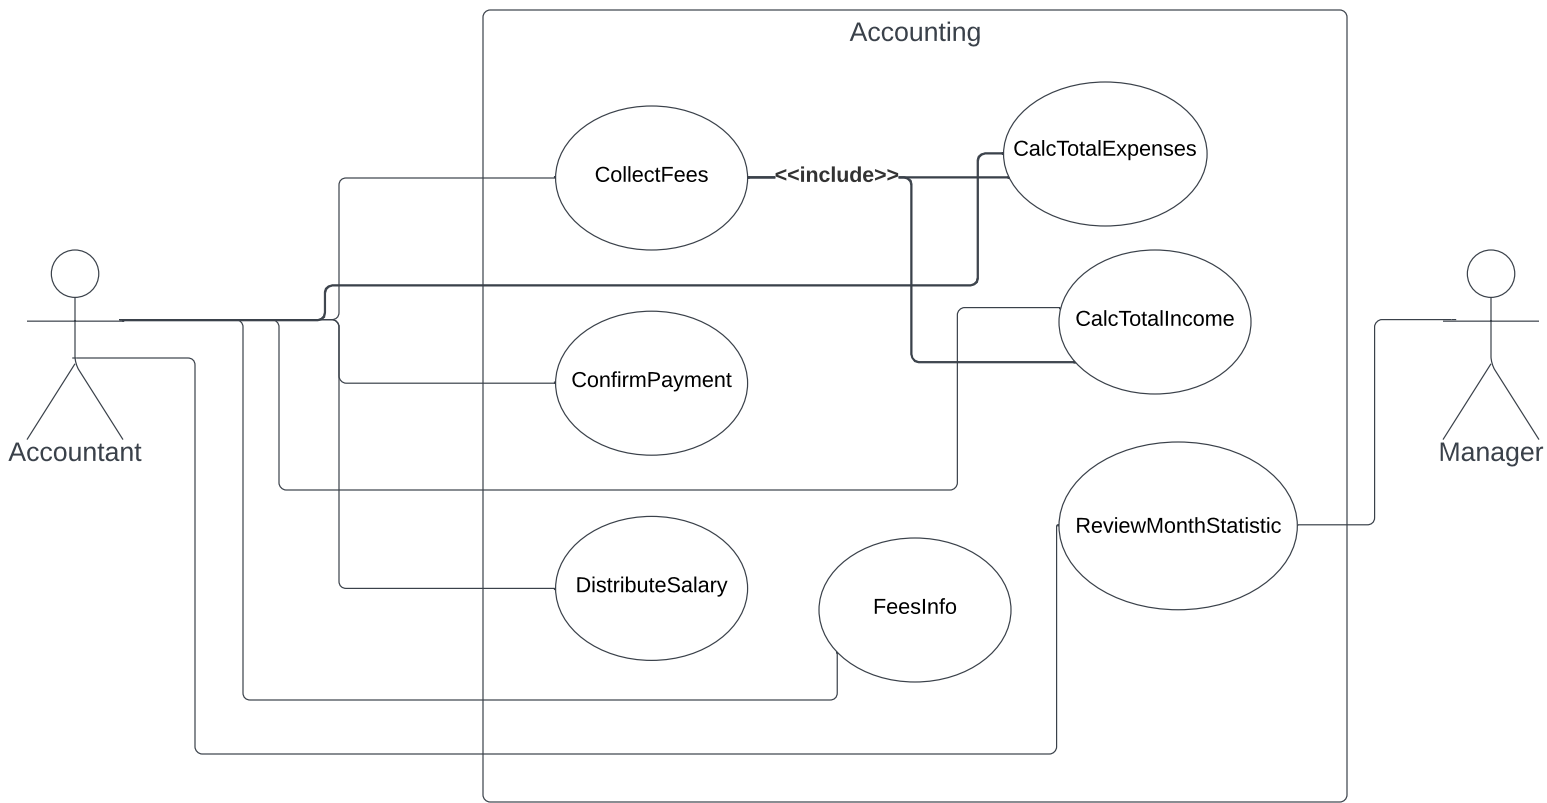 Accounting
CollectFees
<<include>>
CalcTotalExpenses
CalcTotalIncome
ConfirmPayment
Accountant
Manager
ReviewMonthStatistic
DistributeSalary
FeesInfo